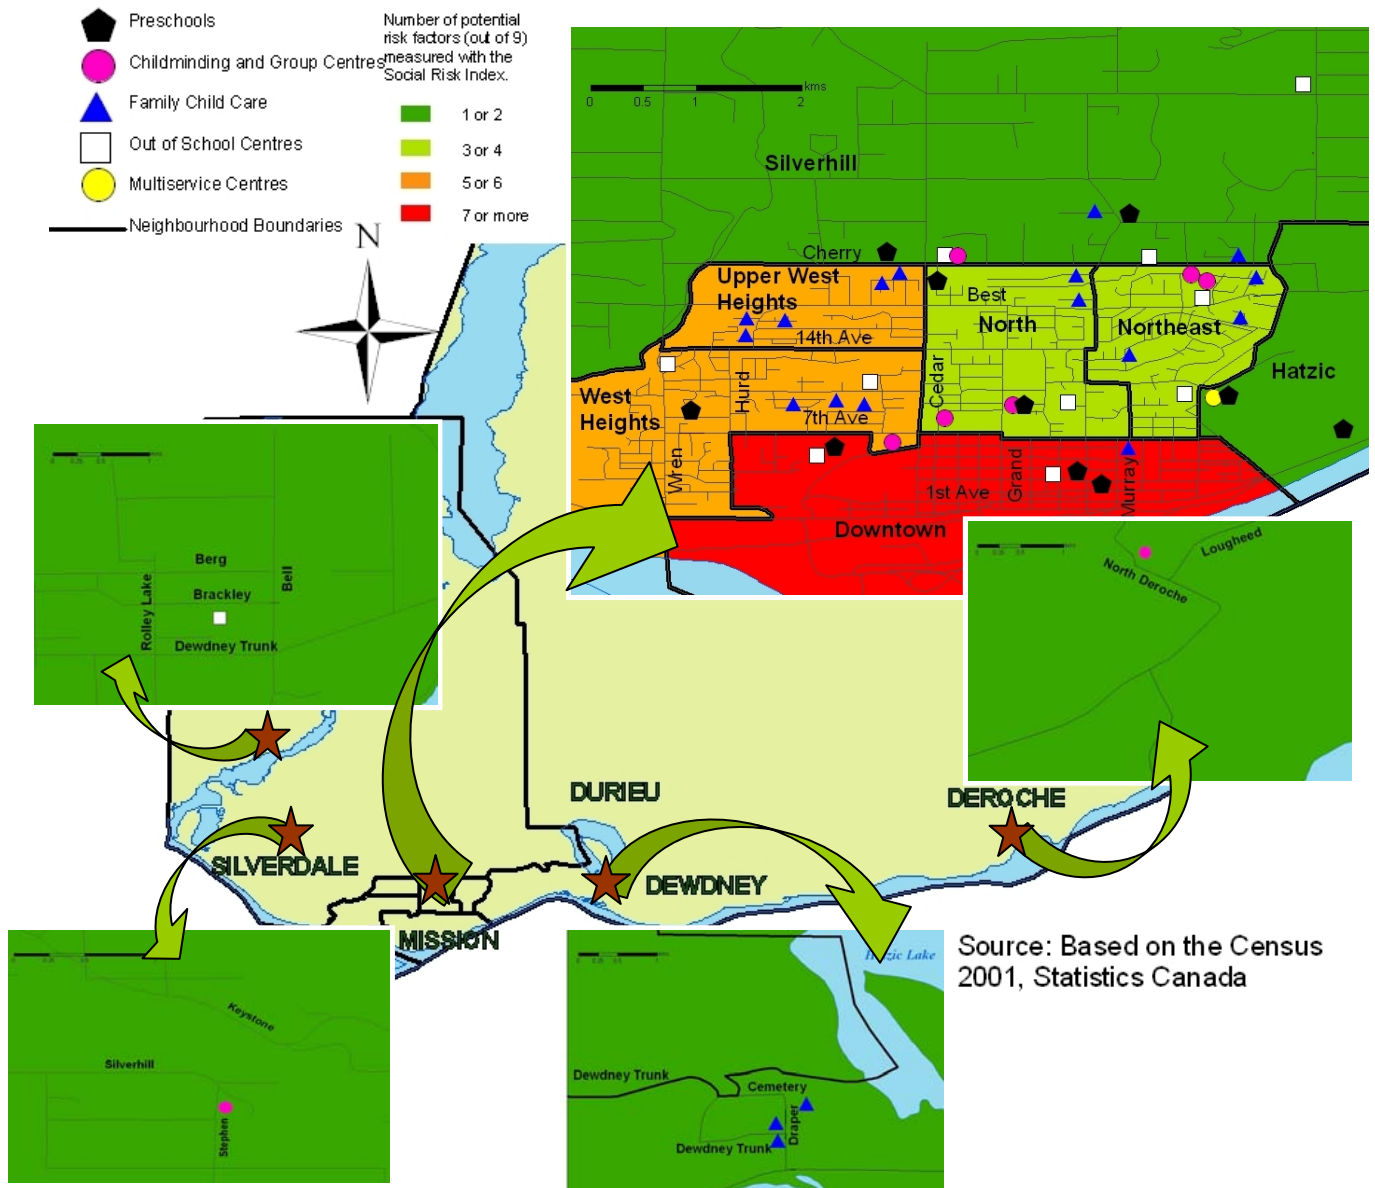 Preschools
Childminding and Group Centres
Family Child Care
Out of School Centres
Multiservice Centres
Neighbourhood Boundaries
Number of potential
risk factors (out of 9)
measured with the
Social Risk Index.
1 or 2
3 or 4
5 or 6
7 or more
N
0 0.5 1 2 kms
Silverhill
Cherry
Upper West
Heights
Best
North
Northeast
14th Ave
Hatzic
West
Heights
Hurd
Cedar
7th Ave
Wren
Grand
Murray
1st Ave
Downtown
Berg
Bell
Brackley
Rolley Lake
Dewdney Trunk
Lougheed
North Deroche
DURIEU
DEROCHE
SILVERDALE
DEWDNEY
MISSION
Source: Based on the Census
2001, Statistics Canada
Keystone
Silverhill
Stephen
Lake
Dewdney Trunk
Cemetery
Draper
Dewdney Trunk